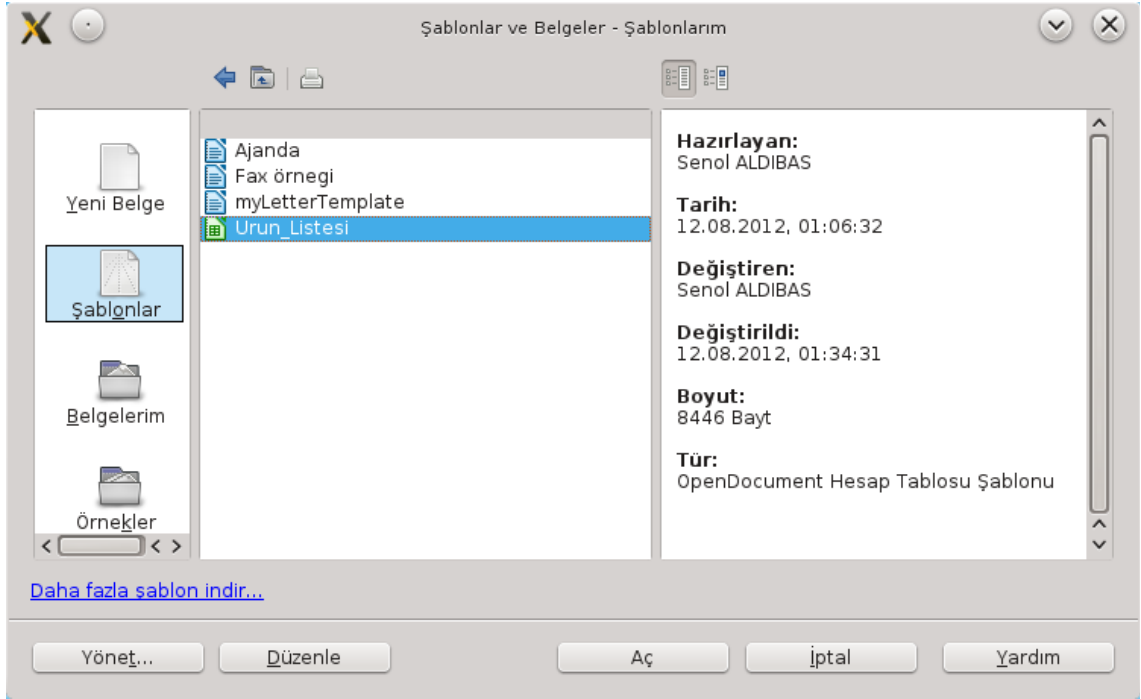 Şablonlar ve Belgeler - Şablonlarım
Yeni Belge
Şablonlar
Belgelerim
Örnekler
Ajanda
Fax örnegi
myLetterTemplate
Urun_Listesi
Hazırlayan:
Senol ALDIBAS
Tarih:
12.08.2012, 01:06:32
Değiştiren:
Senol ALDIBAS
Değiştirildi:
12.08.2012, 01:34:31
Boyut:
8446 Bayt
Tür:
OpenDocument Hesap Tablosu Şablonu
Daha fazla şablon indir...
Yönet...
Düzenle
Aç
İptal
Yardım